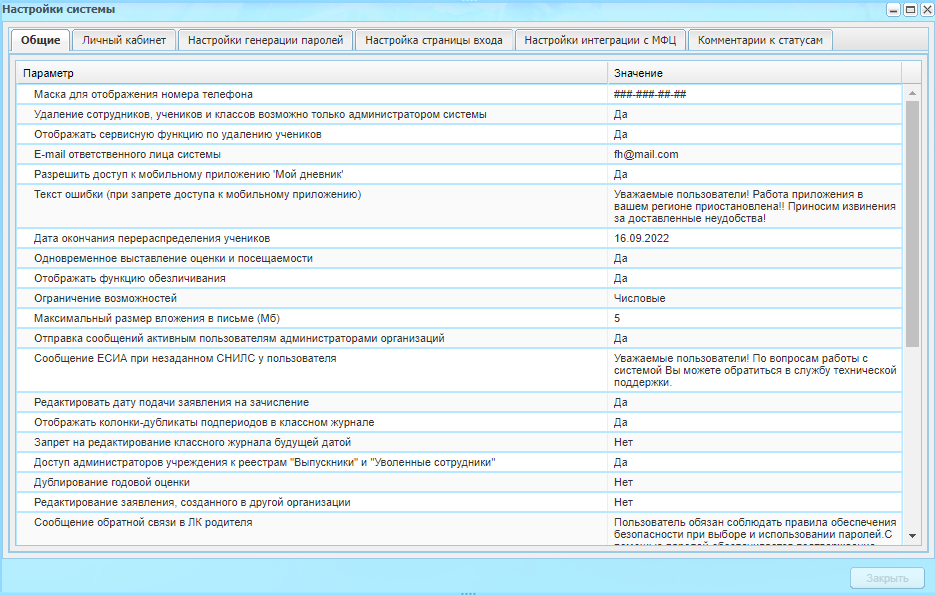 Настройки системы
Общие Личный кабинет Настройки генерации паролей Настройка страницы входа Настройки интеграции с МФЦ Комментарии к статусам
Параметр Значение
Маска для отображения номера телефона ###-###-##-##
Удаление сотрудников, учеников и классов возможно только администратором системы Да
Отображать сервисную функцию по удалению учеников Да
E-mail ответственного лица системы fh@mail.com
Разрешить доступ к мобильному приложению 'Мой дневник' Да
Текст ошибки (при запрете доступа к мобильному приложению) Уважаемые пользователи! Работа приложения в
вашем регионе приостановлена!! Приносим извинения
за доставленные неудобства!
Дата окончания перераспределения учеников 16.09.2022
Одновременное выставление оценки и посещаемости Да
Отображать функцию обезличивания Да
Ограничение возможностей Числовые
Максимальный размер вложения в письме (Мб) 5
Отправка сообщений активным пользователям администраторами организаций Да
Сообщение ЕСИА при незаданном СНИЛС у пользователя Уважаемые пользователи! По вопросам работы с
системой Вы можете обратиться в службу технической
поддержки.
Редактировать дату подачи заявления на зачисление Да
Отображать колонки-дубликаты подпериодов в классном журнале Да
Запрет на редактирование классного журнала будущей датой Нет
Доступ администраторов учреждения к реестрам "Выпускники" и "Уволенные сотрудники" Да
Дублирование годовой оценки Нет
Редактирование заявления, созданного в другой организации Нет
Сообщение обратной связи в ЛК родителя Пользователь обязан соблюдать правила обеспечения
безопасности при выборе и использовании паролей.С
Закрыть